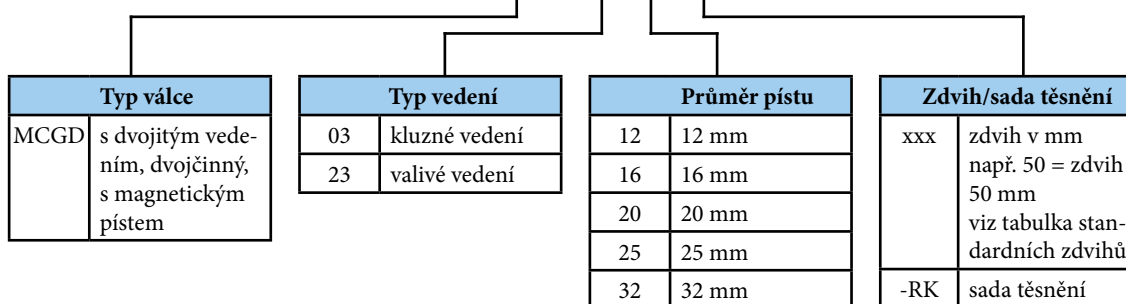 Typ válce
MCGD s dvojitým vede-
ním, dvojčinný,
s magnetickým
pístem
Typ vedení
03 kluzné vedení
23 valivé vedení
Průměr pístu
12 12 mm
16 16 mm
20 20 mm
25 25 mm
32 32 mm
Zdvih/sada těsnění
xxx zdvih v mm
např. 50 = zdvih
50 mm
viz tabulka stan-
dardních zdvihů
-RK sada těsnění